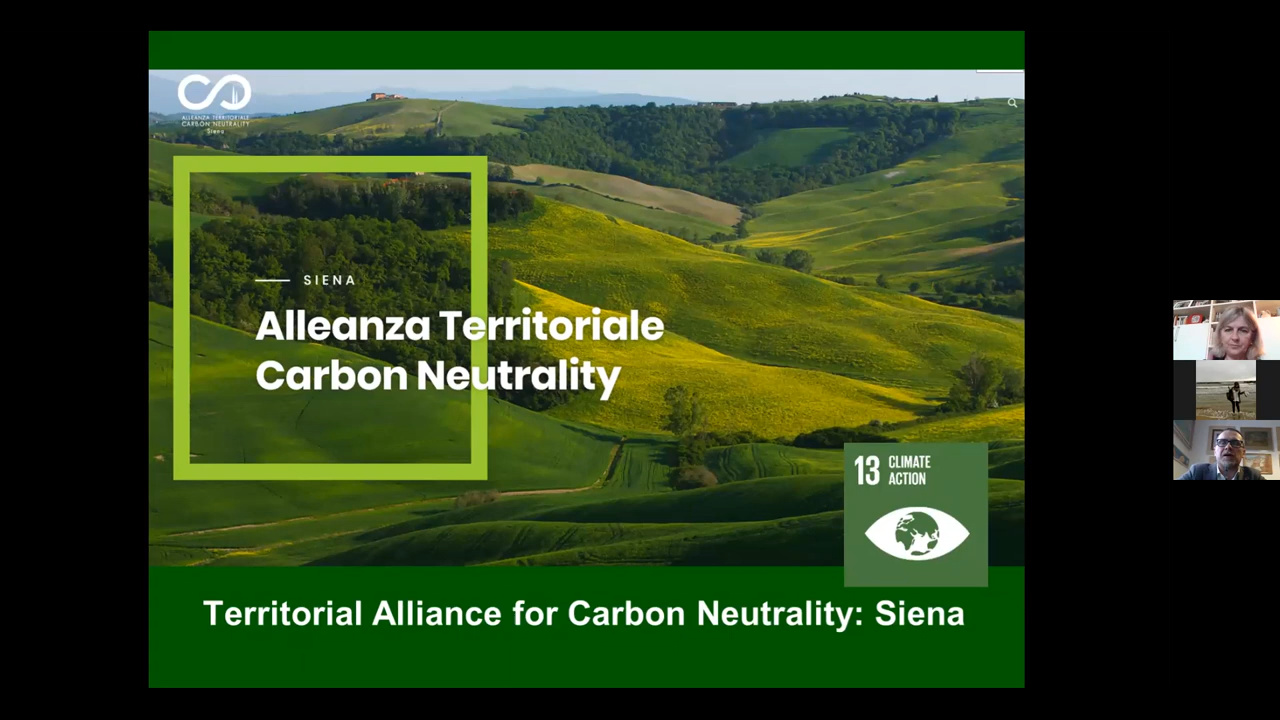 ALLEANZA TERRITORIALE
CARBON NEUTRALITY
Siena
SIENA
Alleanza Territoriale
Carbon Neutrality
13 CLIMATE
ACTION
Territorial Alliance for Carbon Neutrality: Siena